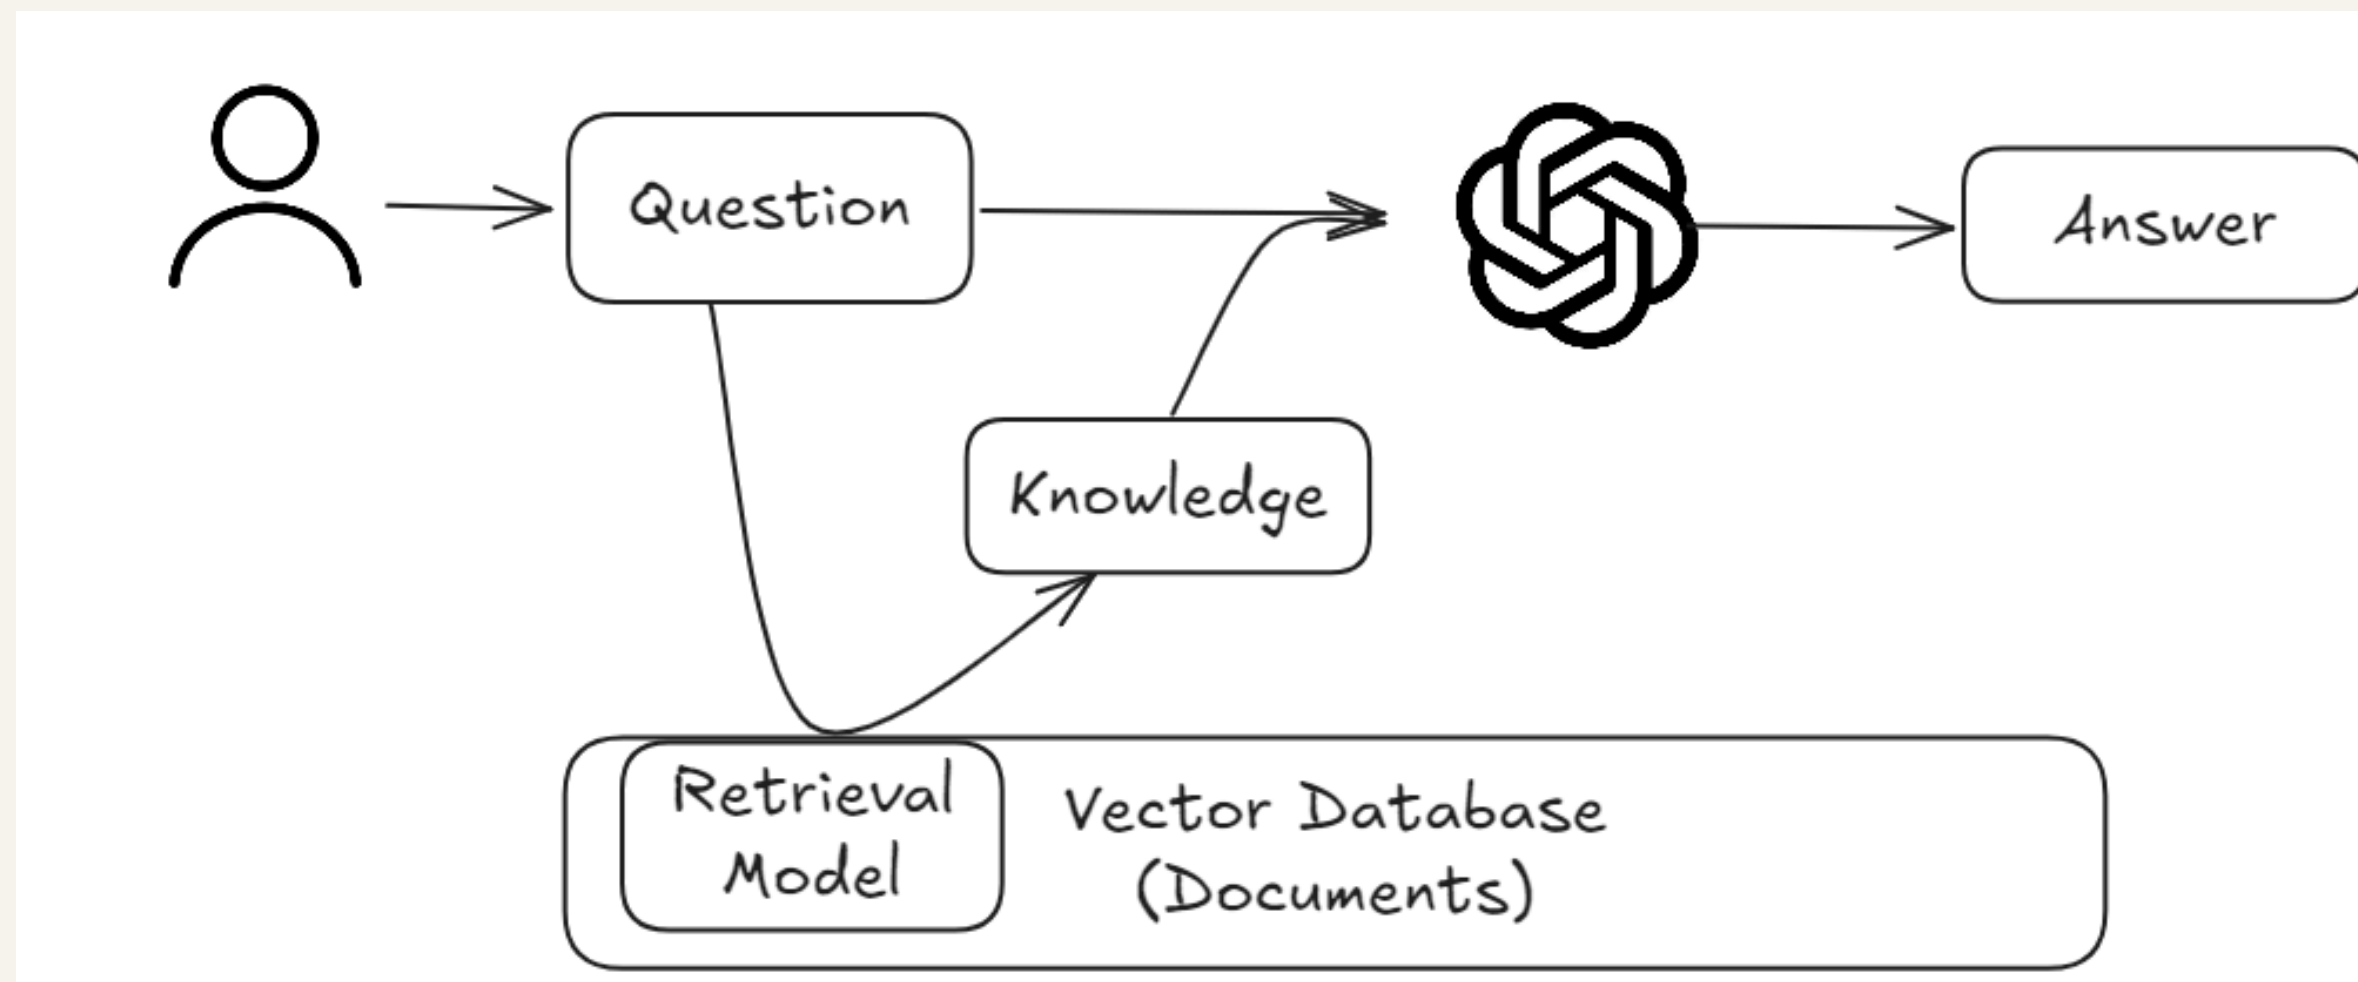 Question
Answer
Knowledge
Retrieval
Model
Vector Database
(Documents)